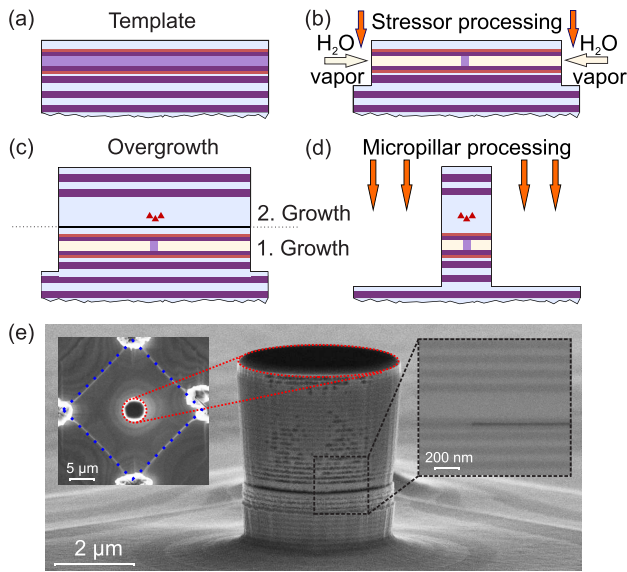 (a) Template
(b) Stressor processing
H₂O
vapor
H₂O
vapor
(c) Overgrowth
2. Growth
1. Growth
(d) Micropillar processing
(e)
5 µm
200 nm
2 µm